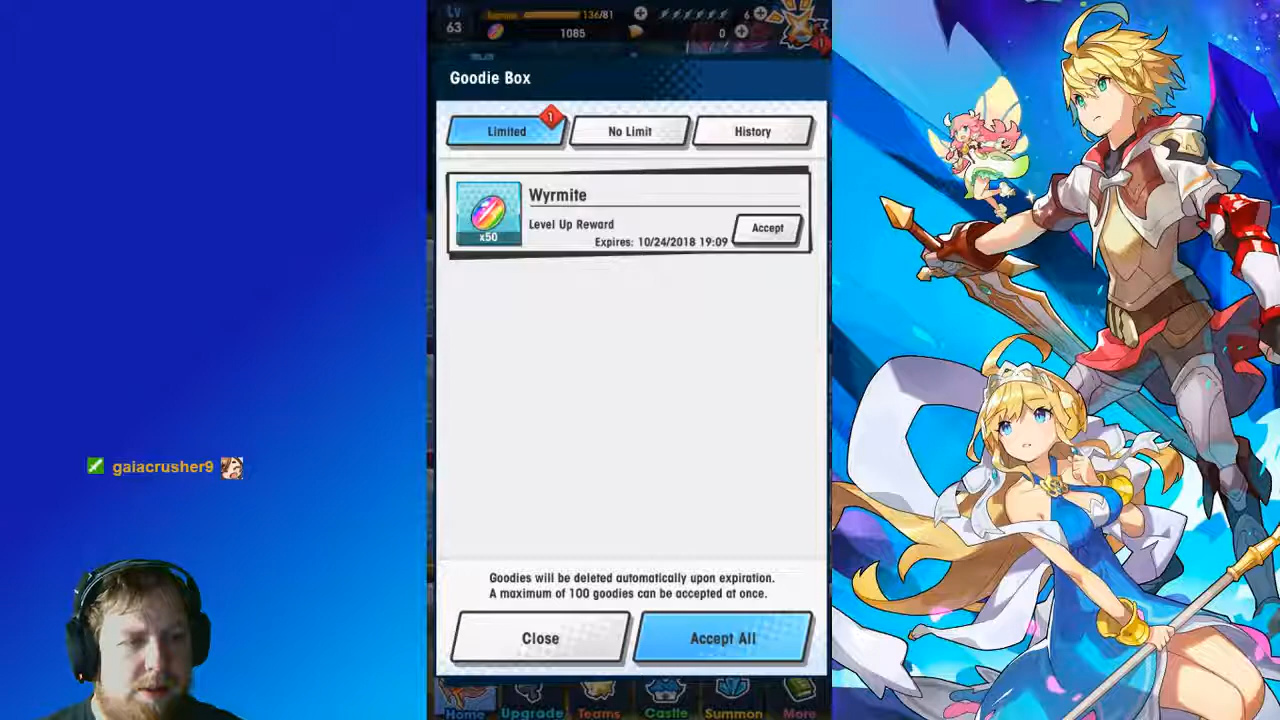 Lv
63
136/81
6
1085
0
Goodie Box
Limited
1
No Limit
History
Wyrmite
x50
Level Up Reward
Expires: 10/24/2018 19:09
Accept
gaiacrusher9
Goodies will be deleted automatically upon expiration.
A maximum of 100 goodies can be accepted at once.
Close
Accept All
Home
Upgrade
Teams
Castle
Summon
More